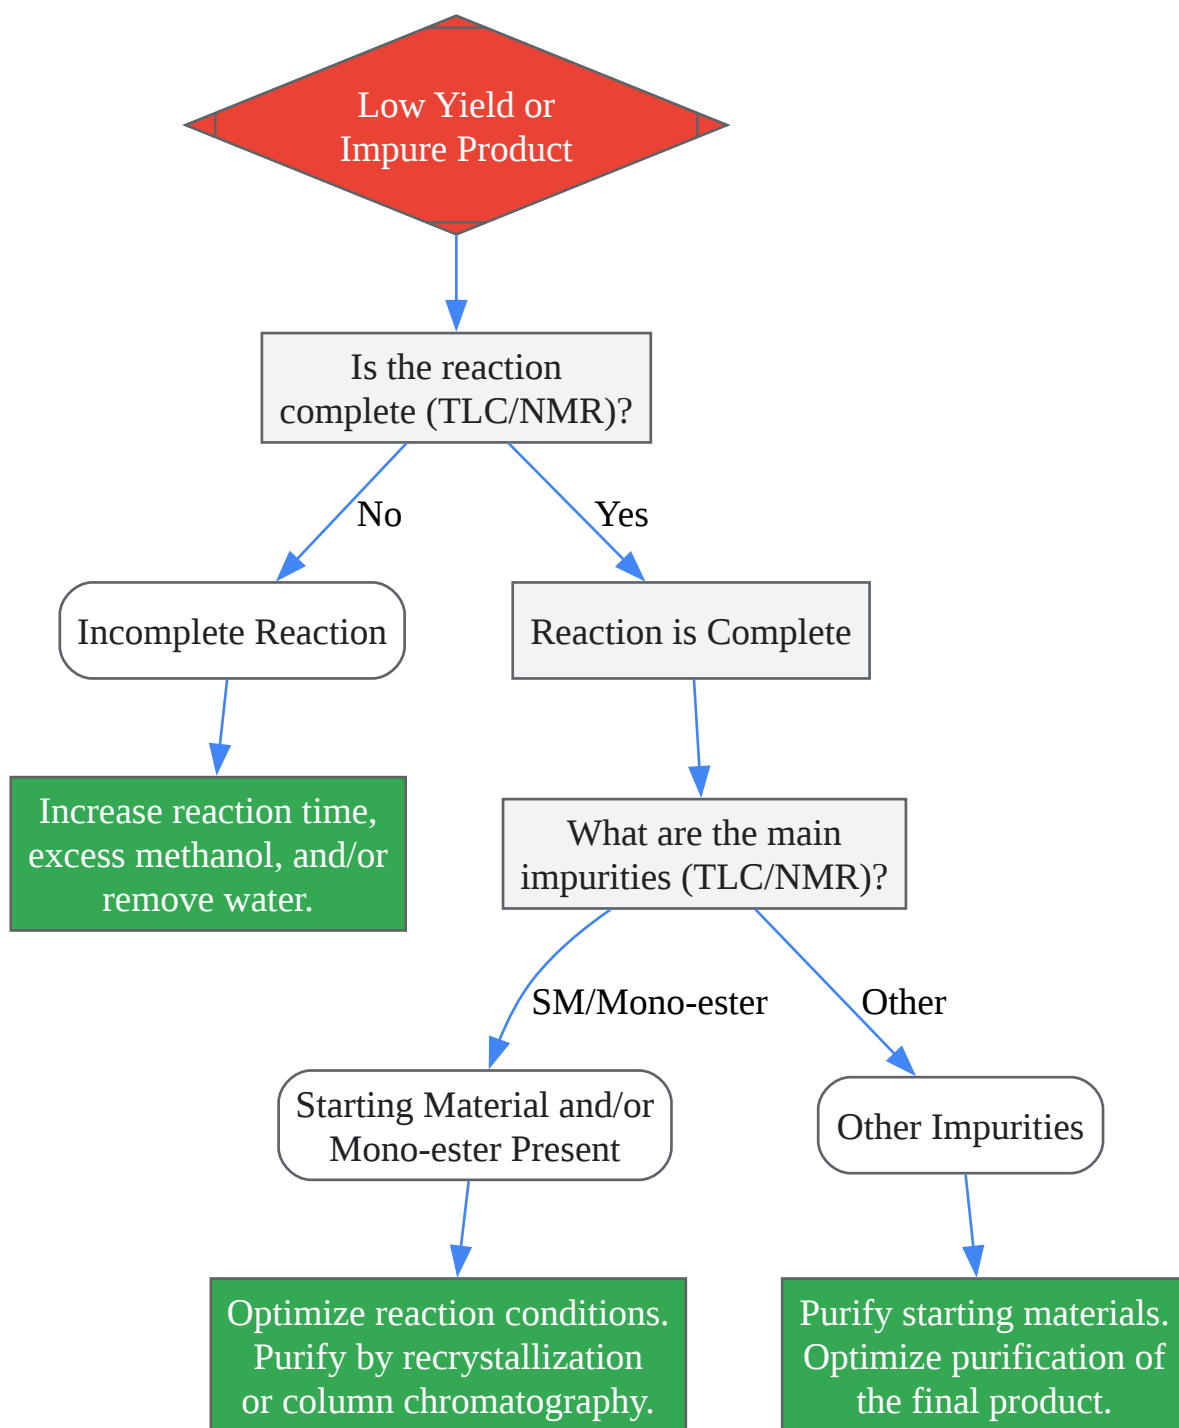 Low Yield or
Impure Product
Is the reaction
complete (TLC/NMR)?
No
Yes
Incomplete Reaction
Reaction is Complete
Increase reaction time,
excess methanol, and/or
remove water.
What are the main
impurities (TLC/NMR)?
SM/Mono-ester
Other
Starting Material and/or
Mono-ester Present
Other Impurities
Optimize reaction conditions.
Purify by recrystallization
or column chromatography.
Purify starting materials.
Optimize purification of
the final product.